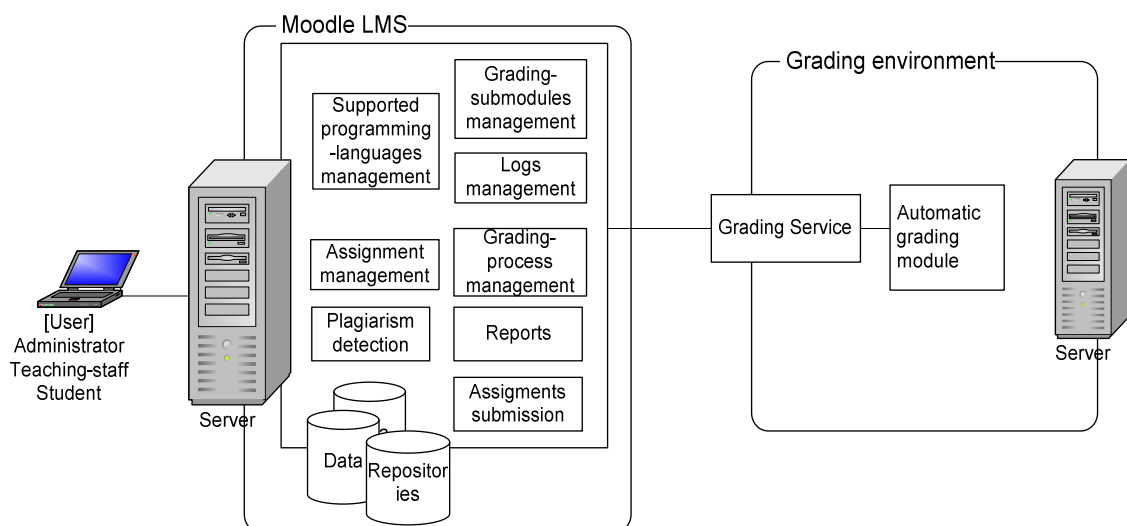 Moodle LMS
Grading environment
Supported
programming
-languages
management
Grading-
submodules
management
Logs
management
Assignment
management
Grading-
process
management
Plagiarism
detection
Reports
Assigments
submission
Data
Repositor
ies
Server
[User]
Administrator
Teaching-staff
Student
Grading Service
Automatic
grading
module
Server